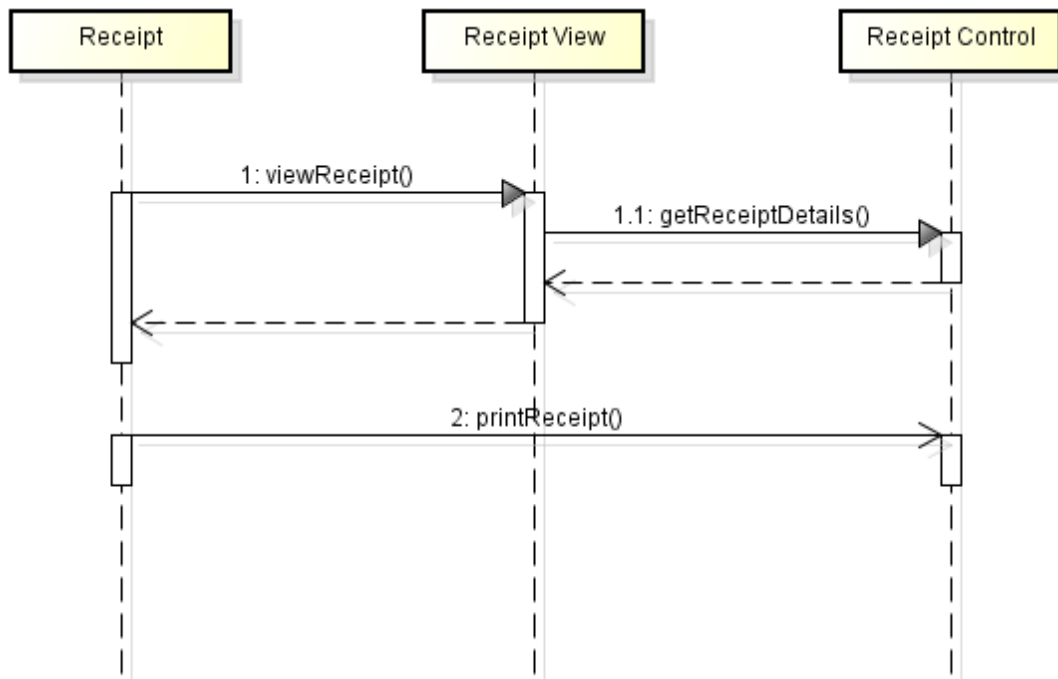 Receipt
Receipt View
Receipt Control
1: viewReceipt()
1.1: getReceiptDetails()
2: printReceipt()